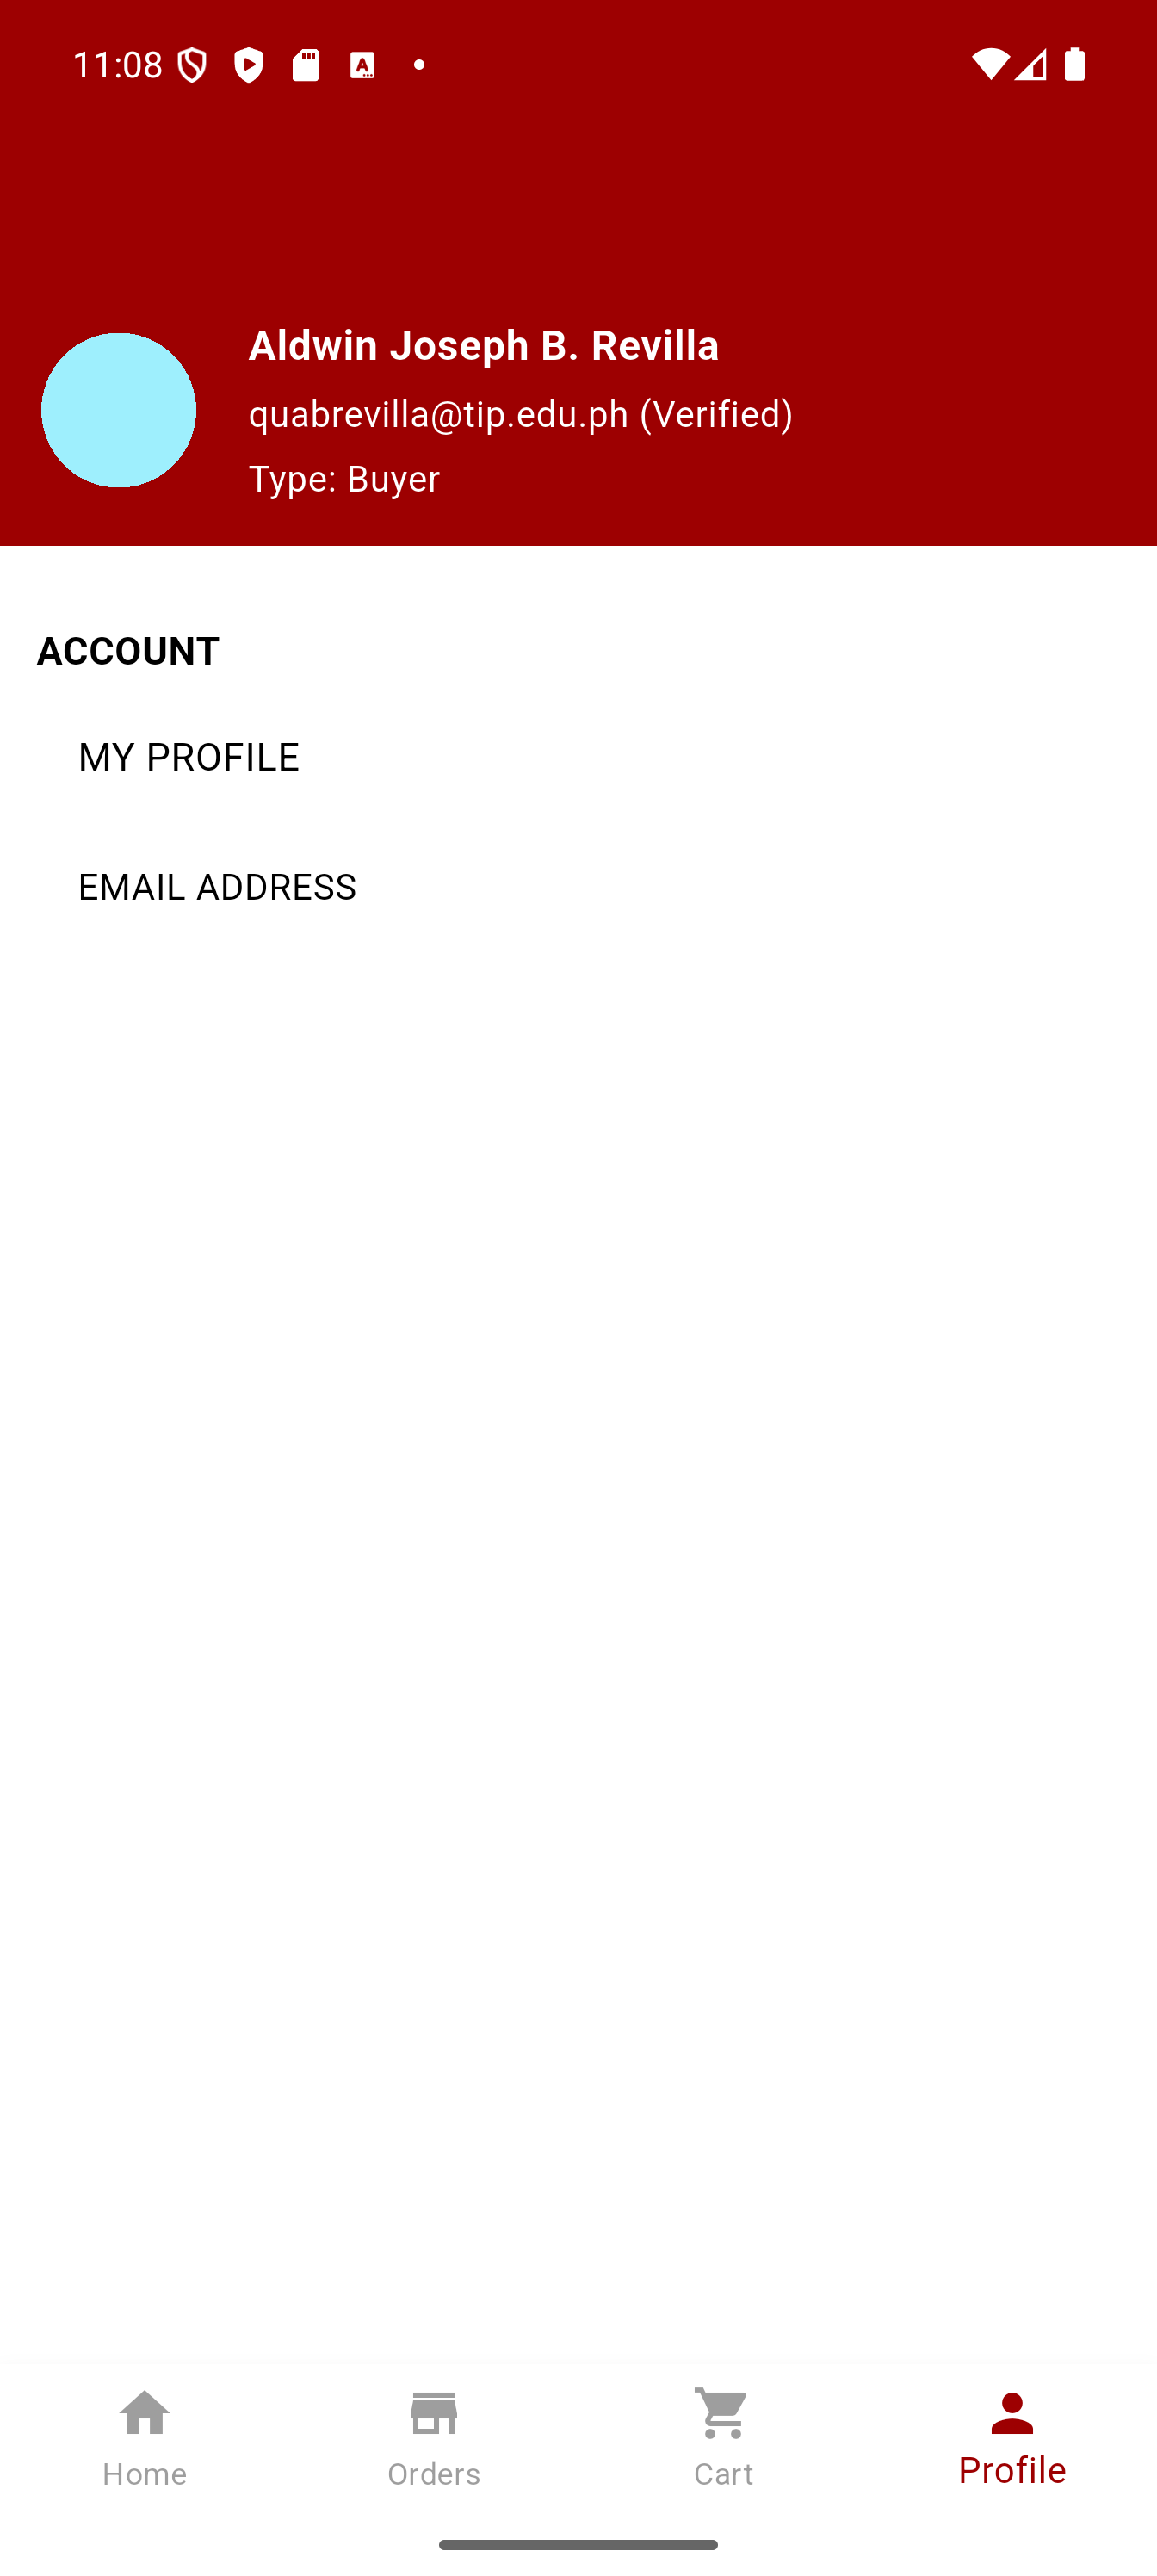 11:08
Aldwin Joseph B. Revilla
quabrevilla@tip.edu.ph (Verified)
Type: Buyer
ACCOUNT
MY PROFILE
EMAIL ADDRESS
Home
Orders
Cart
Profile